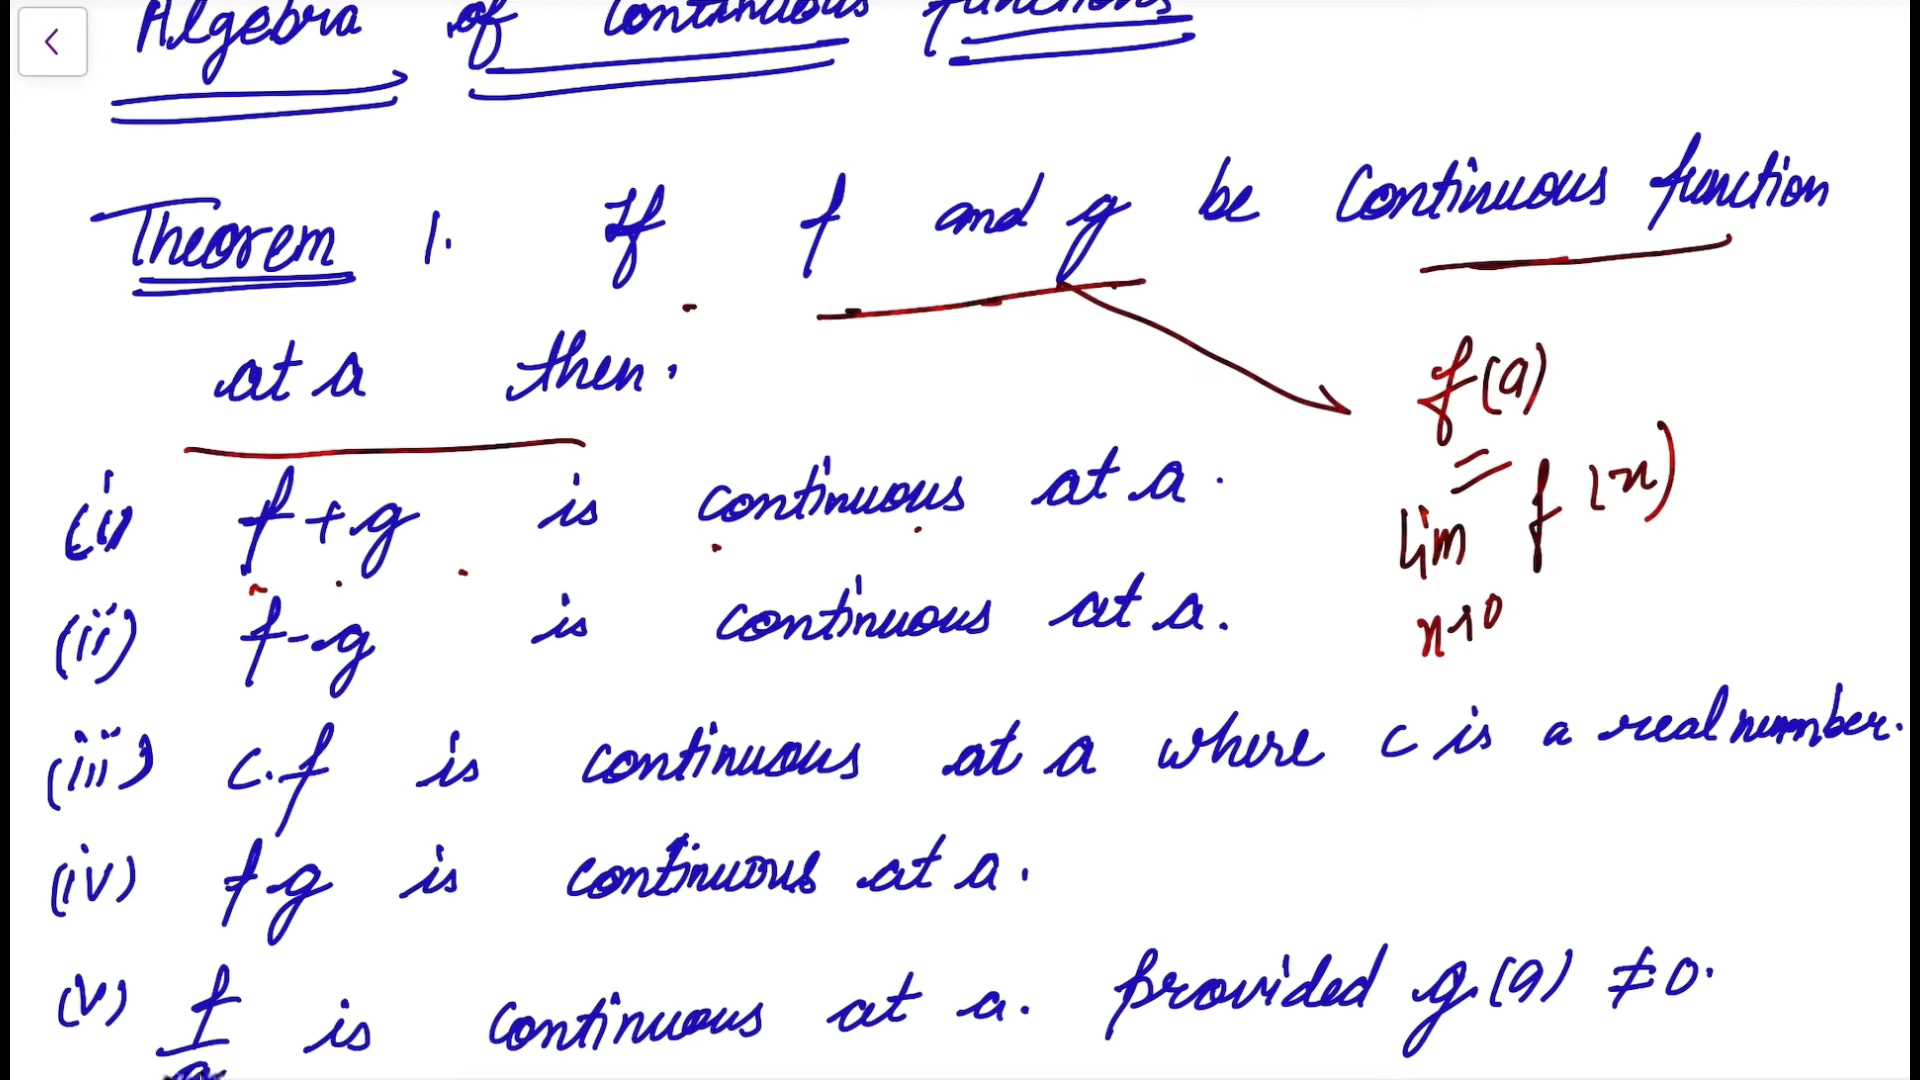 Algebra of Continuous functions
Theorem 1. If f and g be continuous function
at a then.
f(a)
=
lim f(x)
x→0
(i) f+g is continuous at a.
(ii) f-g is continuous at a.
(iii) c.f is continuous at a where c is a real number.
(iv) fg is continuous at a.
(v) f/g is continuous at a. provided g(a) ≠ 0.